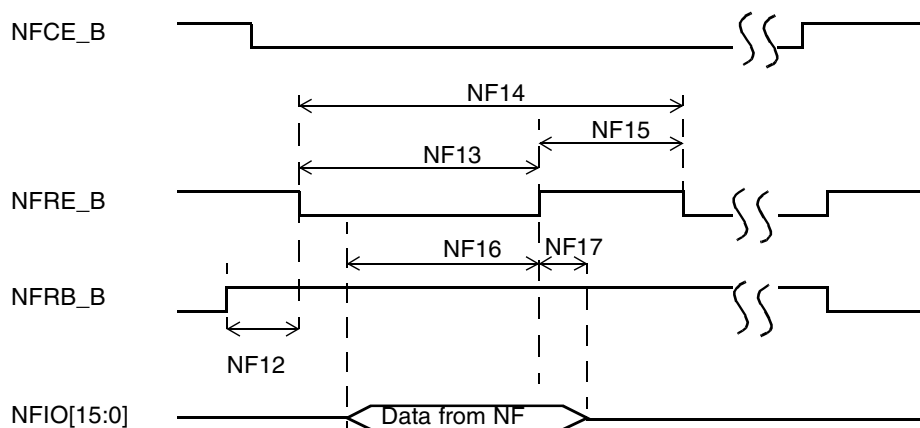 NFCE_B
NF14
NF15
NF13
NFRE_B
NF16
NF17
NFRB_B
NF12
NFIO[15:0]
Data from NF